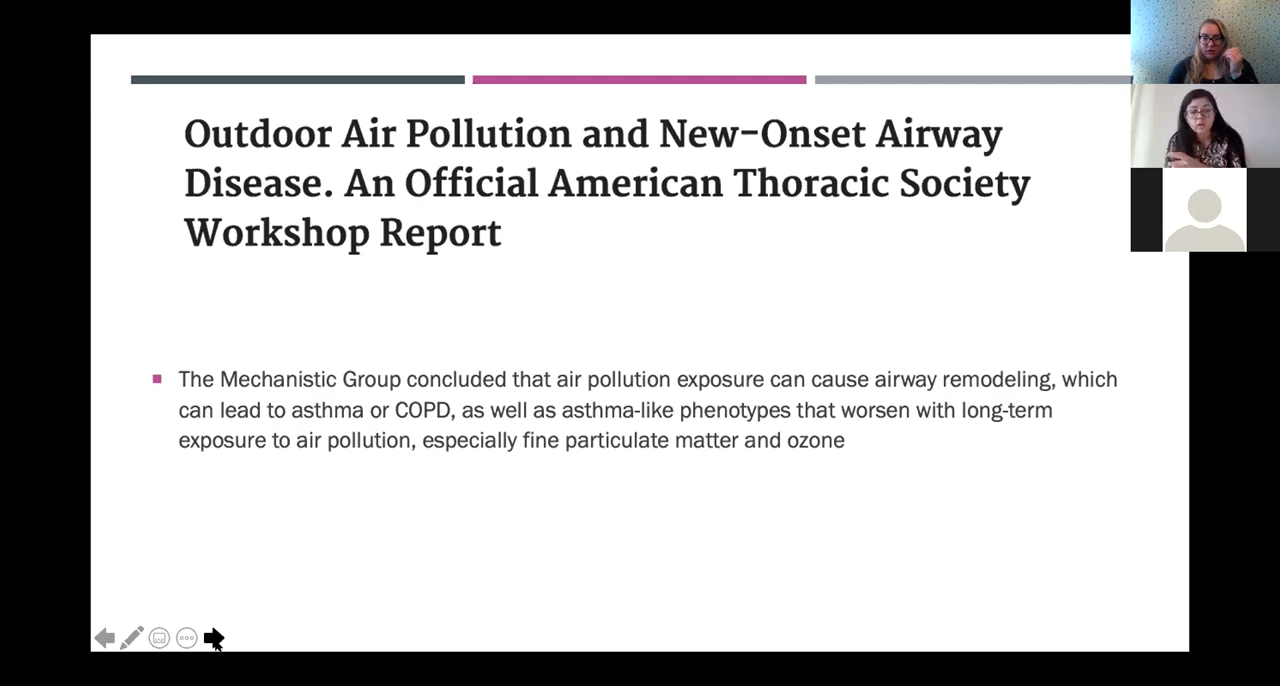 Outdoor Air Pollution and New-Onset Airway
Disease. An Official American Thoracic Society
Workshop Report
The Mechanistic Group concluded that air pollution exposure can cause airway remodeling, which
can lead to asthma or COPD, as well as asthma-like phenotypes that worsen with long-term
exposure to air pollution, especially fine particulate matter and ozone